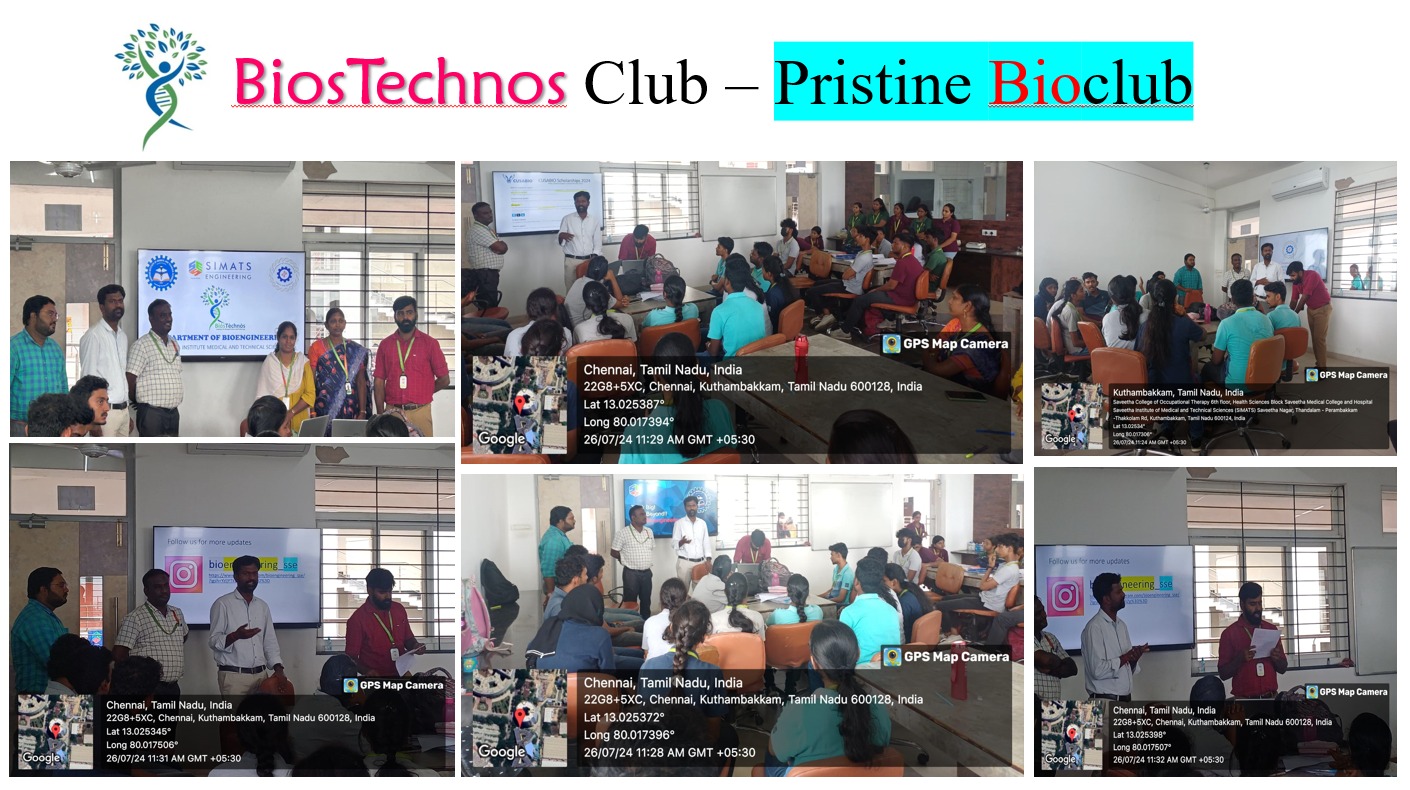 BiosTechnos Club – Pristine Bioclub
SIMATS
ENGINEERING
BiosTechnos
ARTMENT OF BIOENGINEERI
INSTITUTE MEDICAL AND TECHNICAL SCIE
GPS Map Camera
Google
Chennai, Tamil Nadu, India
22G8+5XC, Chennai, Kuthambakkam, Tamil Nadu 600128, India
Lat 13.025387°
Long 80.017394°
26/07/24 11:29 AM GMT +05:30
GPS Map Camera
Google
Kuthambakkam, Tamil Nadu, India
Saveetha College of Occupational Therapy 6th floor, Health Sciences Block Saveetha Medical College and Hospital
Saveetha Institute of Medical and Technical Sciences (SIMATS) Saveetha Nagar, Thandalam - Perambakkam
-Thakkolam Rd, Kuthambakkam, Tamil Nadu 600124, India
Lat 13.02534°
Long 80.017306°
26/07/24 11:24 AM GMT +05:30
Follow us for more updates
bioengineering_sse
GPS Map Camera
Google
Chennai, Tamil Nadu, India
22G8+5XC, Chennai, Kuthambakkam, Tamil Nadu 600128, India
Lat 13.025345°
Long 80.017506°
26/07/24 11:31 AM GMT +05:30
GPS Map Camera
Google
Chennai, Tamil Nadu, India
22G8+5XC, Chennai, Kuthambakkam, Tamil Nadu 600128, India
Lat 13.025372°
Long 80.017396°
26/07/24 11:28 AM GMT +05:30
Follow us for more updates
neering_sse
GPS Map Camera
Google
Chennai, Tamil Nadu, India
22G8+5XC, Chennai, Kuthambakkam, Tamil Nadu 600128, India
Lat 13.025398°
Long 80.017507°
26/07/24 11:32 AM GMT +05:30